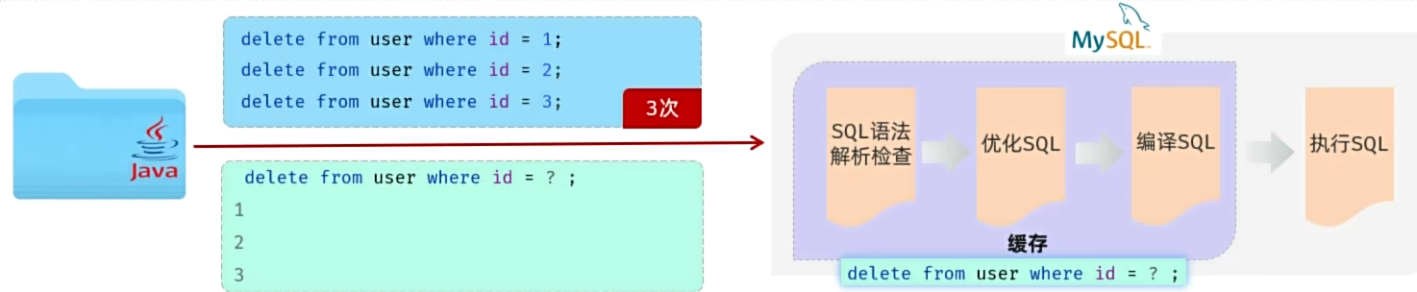 Java
delete from user where id = 1;
delete from user where id = 2;
delete from user where id = 3;
3次
delete from user where id = ? ;
1
2
3
MySQL
SQL语法
解析检查
优化SQL
编译SQL
执行SQL
缓存
delete from user where id = ? ;